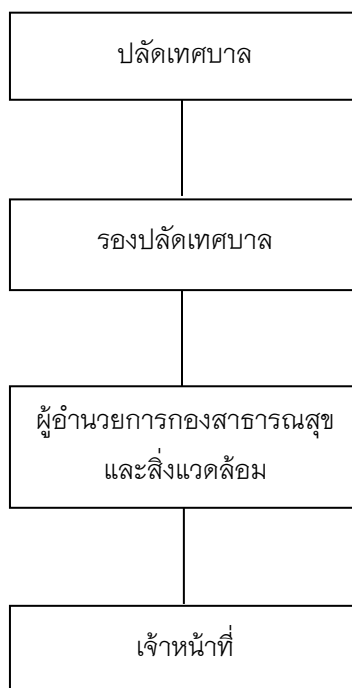 ปลัดเทศบาล
รองปลัดเทศบาล
ผู้อำนวยการกองสาธารณสุข
และสิ่งแวดล้อม
เจ้าหน้าที่